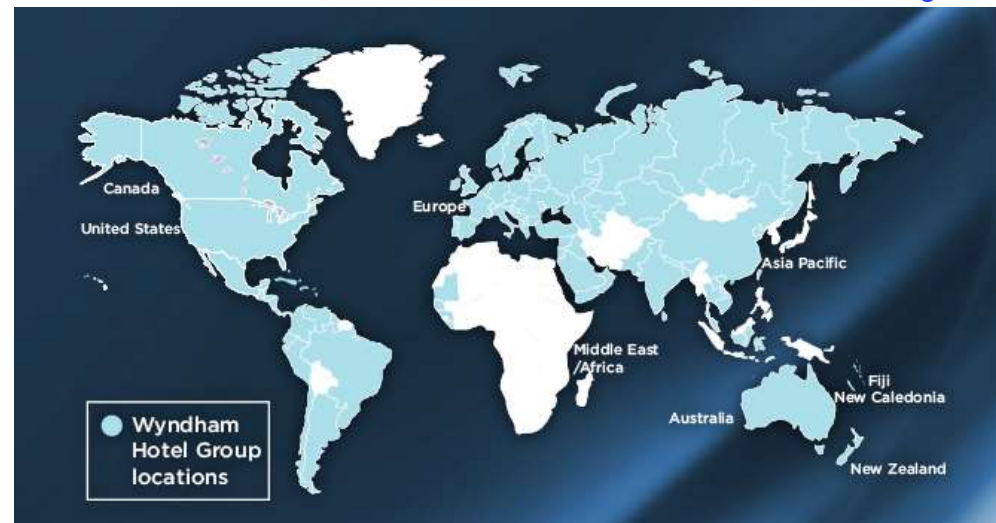 Canada
United States
Europe
Asia Pacific
Middle East
/Africa
Fiji
New Caledonia
Australia
New Zealand
Wyndham
Hotel Group
locations